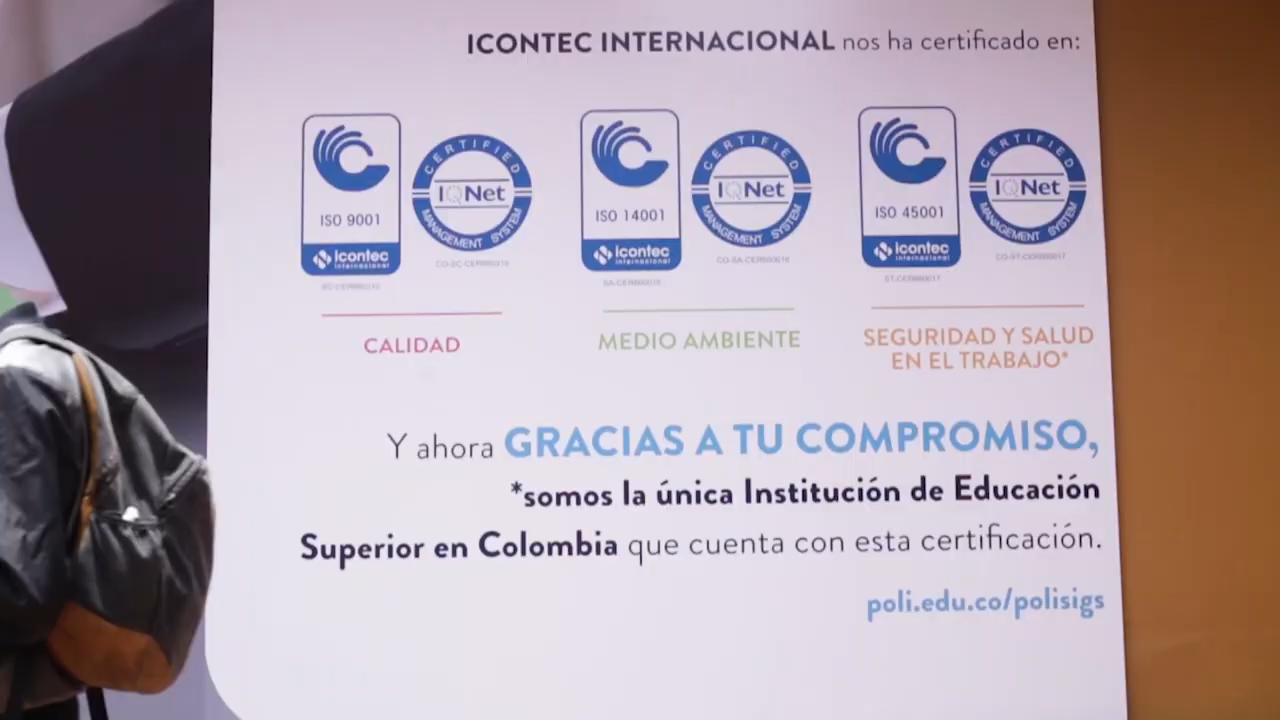 ICONTEC INTERNACIONAL nos ha certificado en:
ISO 9001
icontec
internacional
CERTIFIED
IQNet
MANAGEMENT SYSTEM
ISO 14001
icontec
internacional
CERTIFIED
IQNet
MANAGEMENT SYSTEM
ISO 45001
icontec
internacional
CERTIFIED
IQNet
MANAGEMENT SYSTEM
CALIDAD
MEDIO AMBIENTE
SEGURIDAD Y SALUD
EN EL TRABAJO*
Y ahora GRACIAS A TU COMPROMISO,
*somos la única Institución de Educación
Superior en Colombia que cuenta con esta certificación.
poli.edu.co/polisigs